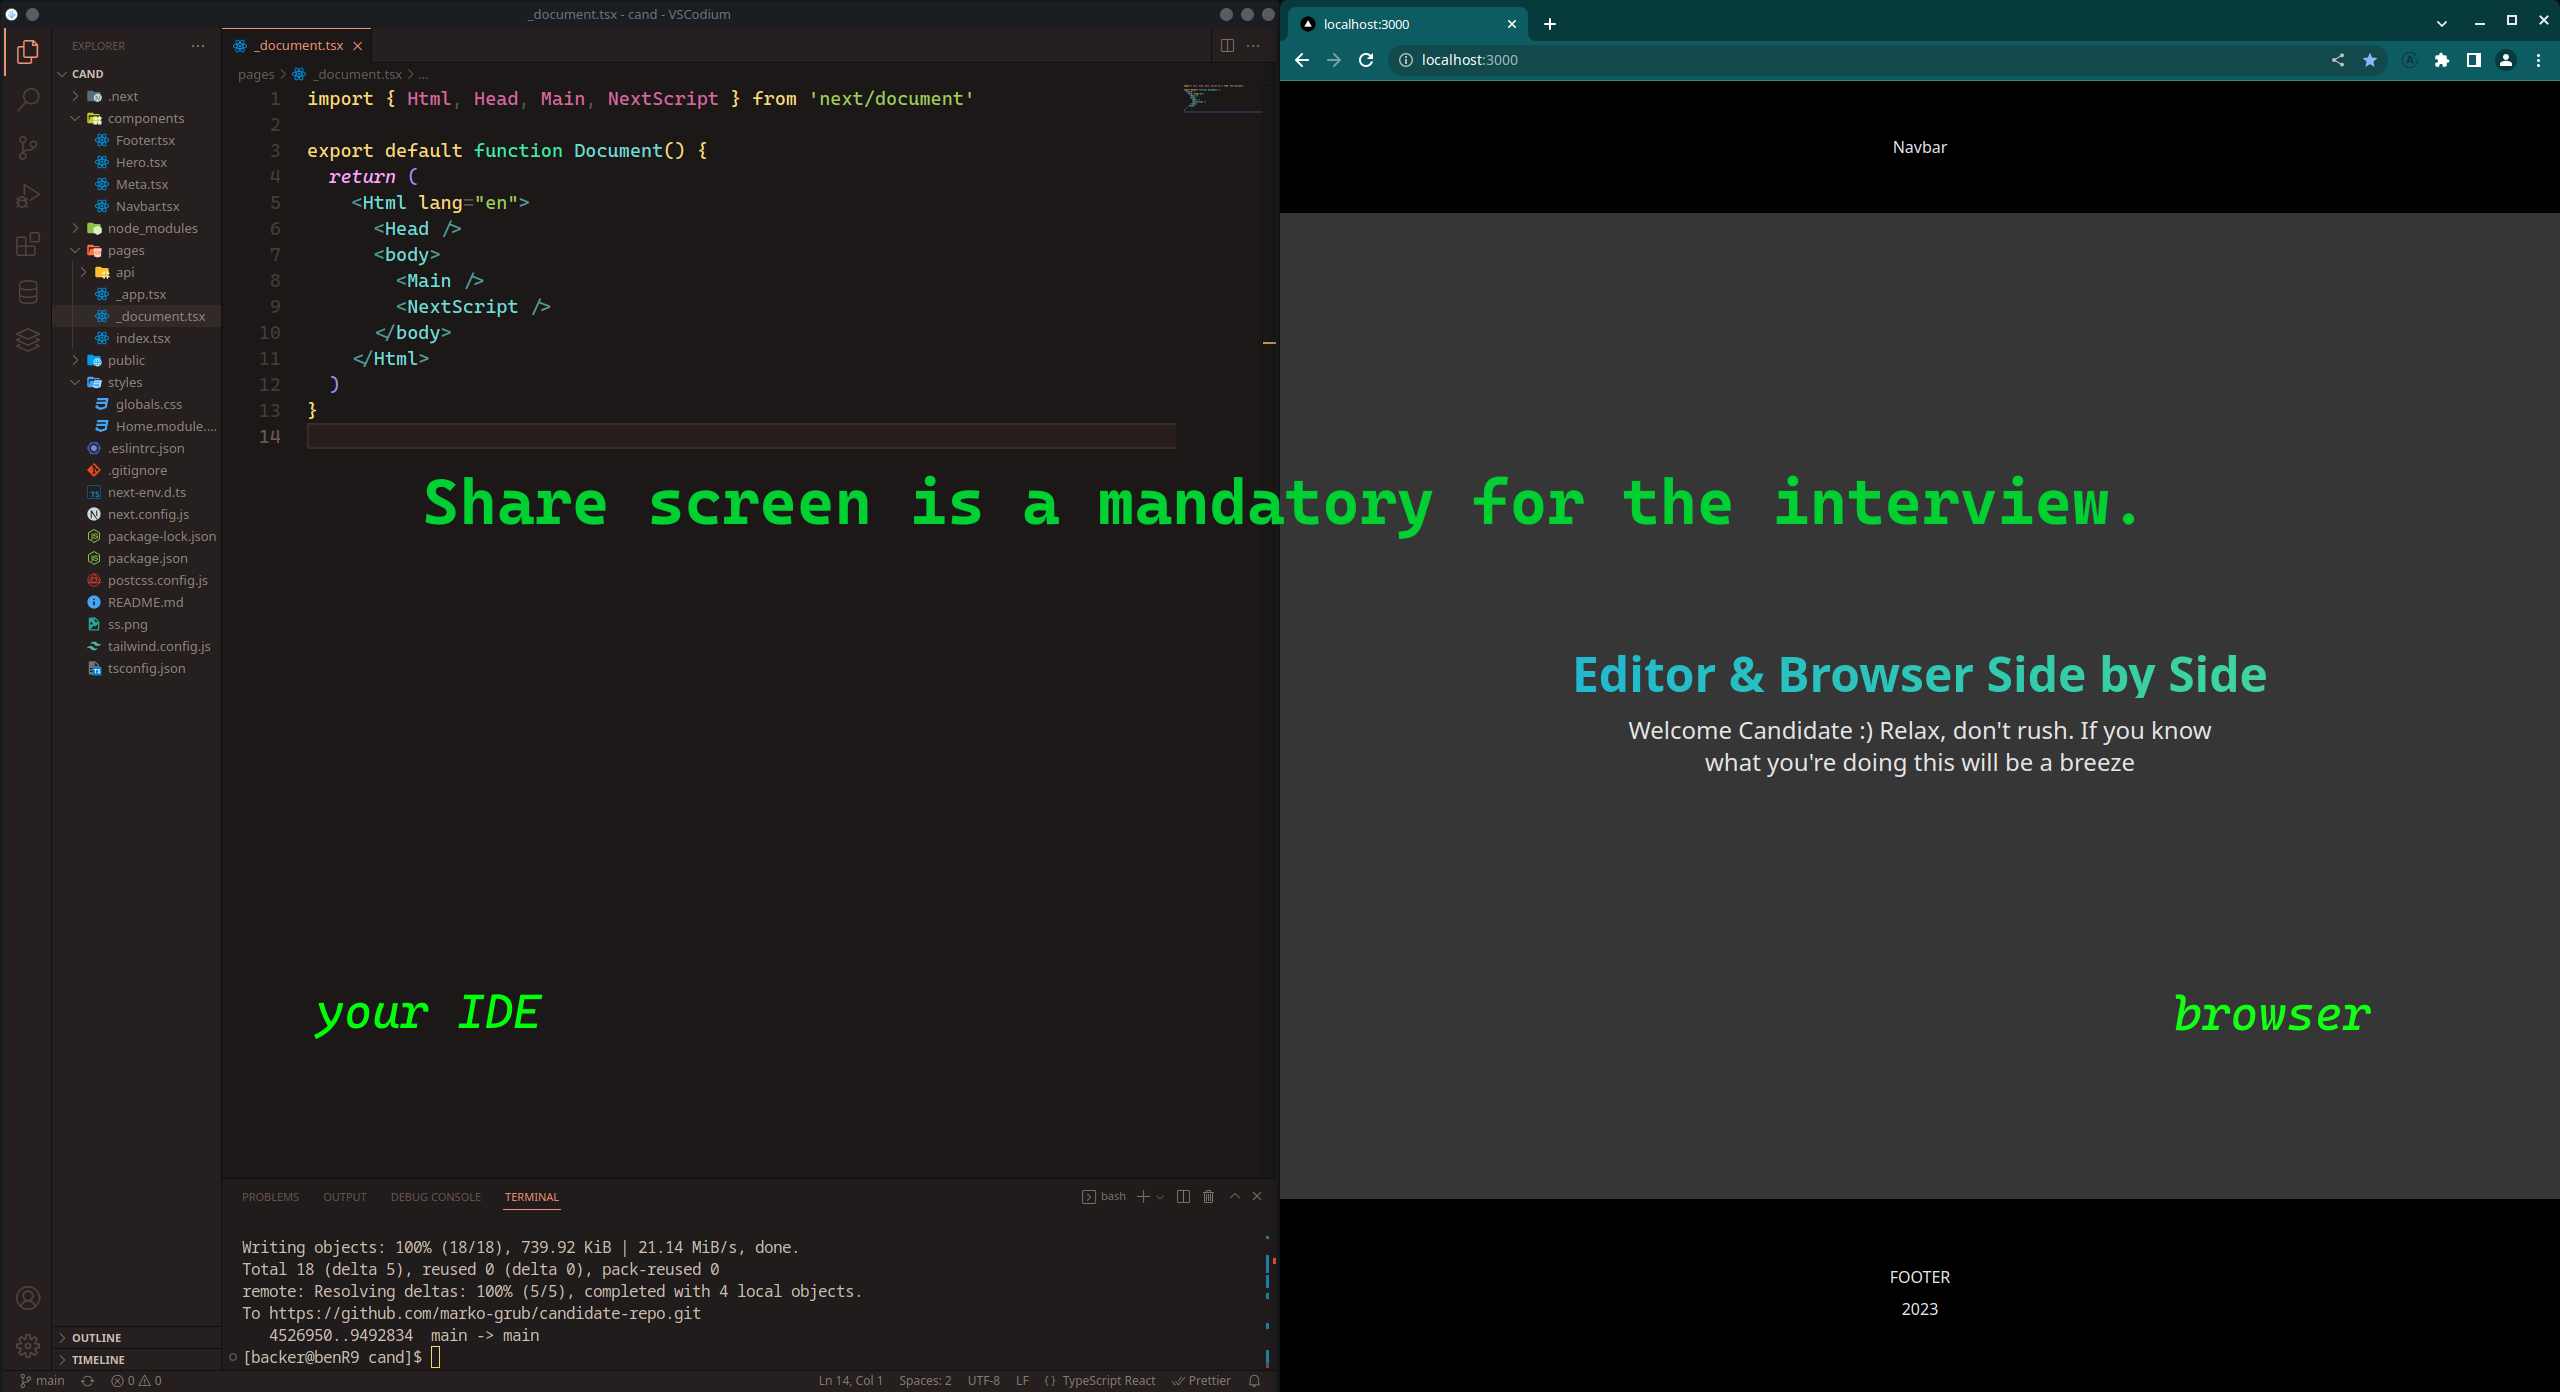 _document.tsx - cand - VSCodium
EXPLORER
CAND
.next
components
Footer.tsx
Hero.tsx
Meta.tsx
Navbar.tsx
node_modules
pages
api
_app.tsx
_document.tsx
index.tsx
public
styles
globals.css
Home.module....
.eslintrc.json
.gitignore
next-env.d.ts
next.config.js
package-lock.json
package.json
postcss.config.js
README.md
ss.png
tailwind.config.js
tsconfig.json
OUTLINE
TIMELINE
_document.tsx
pages > _document.tsx > ...
1 import { Html, Head, Main, NextScript } from 'next/document'
2
3 export default function Document() {
4 return (
5 <Html lang="en">
6 <Head />
7 <body>
8 <Main />
9 <NextScript />
10 </body>
11 </Html>
12 )
13 }
14
Share screen is a mandatory for the interview.
your IDE
PROBLEMS OUTPUT DEBUG CONSOLE TERMINAL
bash
Writing objects: 100% (18/18), 739.92 KiB | 21.14 MiB/s, done.
Total 18 (delta 5), reused 0 (delta 0), pack-reused 0
remote: Resolving deltas: 100% (5/5), completed with 4 local objects.
To https://github.com/marko-grub/candidate-repo.git
4526950..9492834 main -> main
[backer@benR9 cand]$
main 0 0 Ln 14, Col 1 Spaces: 2 UTF-8 LF {} TypeScript React Prettier
localhost:3000
localhost:3000
Navbar
Editor & Browser Side by Side
Welcome Candidate :) Relax, don't rush. If you know
what you're doing this will be a breeze
browser
FOOTER
2023